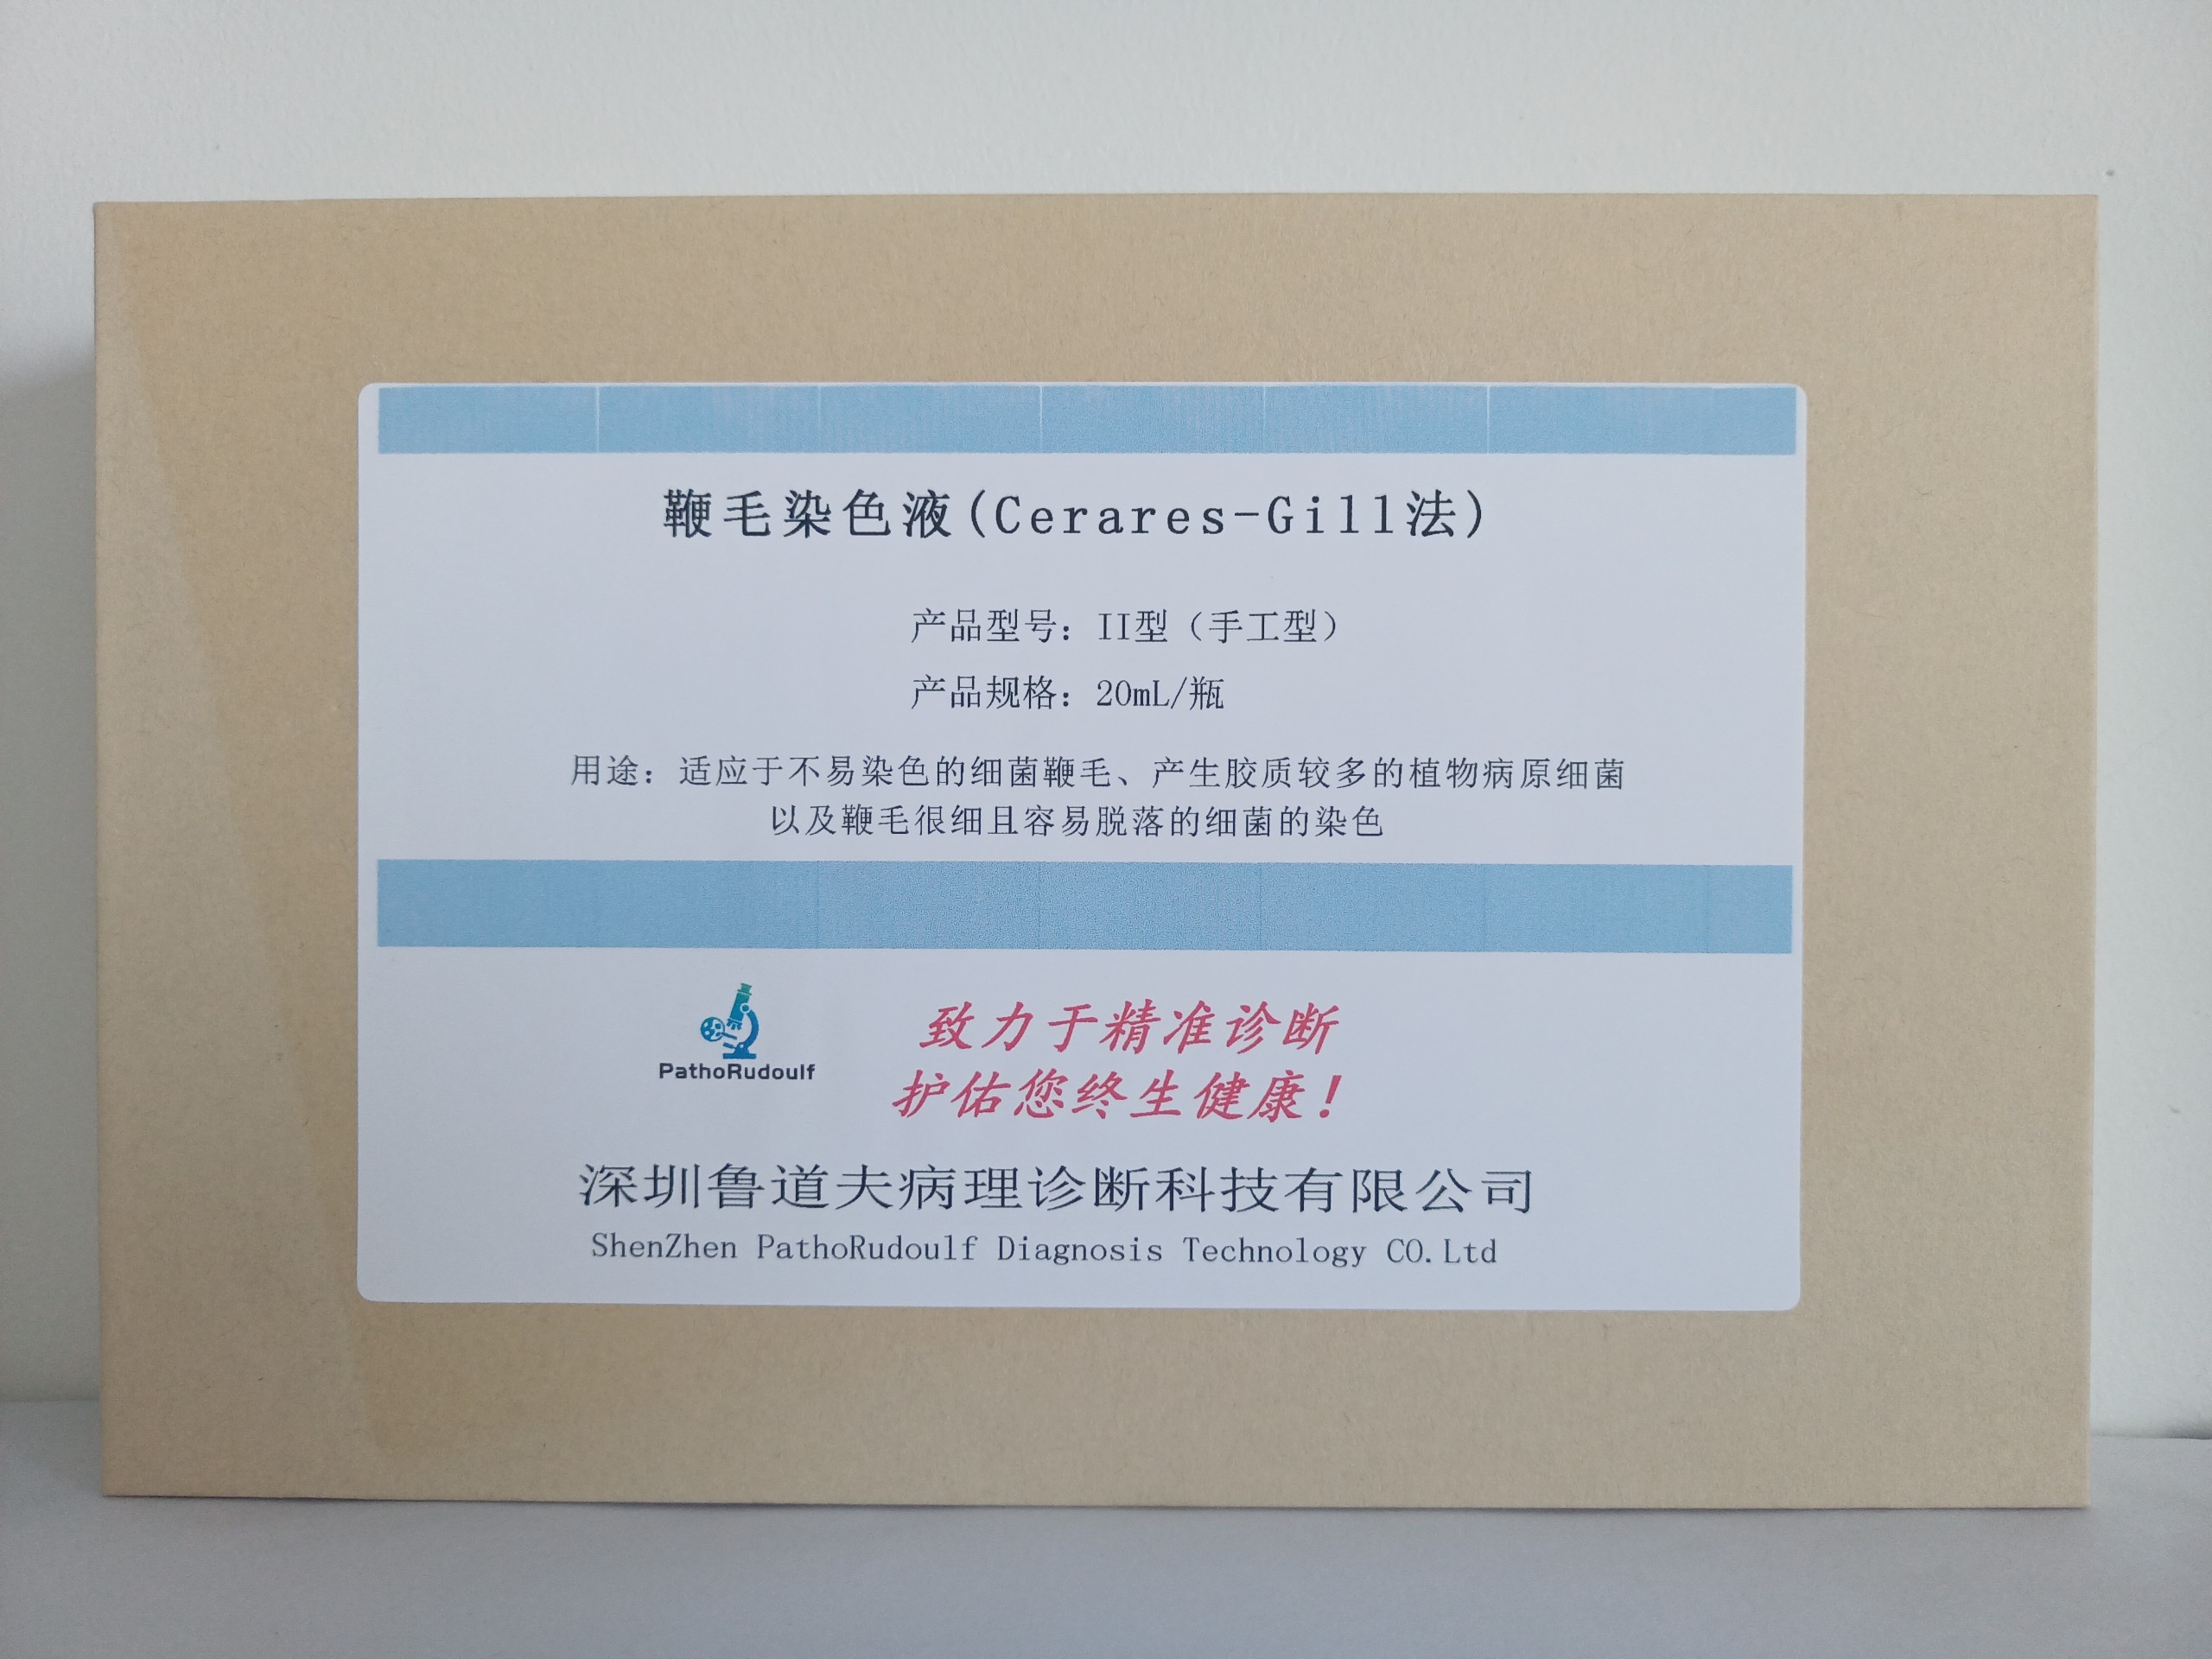 鞭毛染色液(Cerares-Gill法)
产品型号：II型（手工型）
产品规格：20mL/瓶
用途：适应于不易染色的细菌鞭毛、产生胶质较多的植物病原细菌
以及鞭毛很细且容易脱落的细菌的染色
PathoRudoulf
致力于精准诊断
护佑您终生健康！
深圳鲁道夫病理诊断科技有限公司
ShenZhen PathoRudoulf Diagnosis Technology CO.Ltd